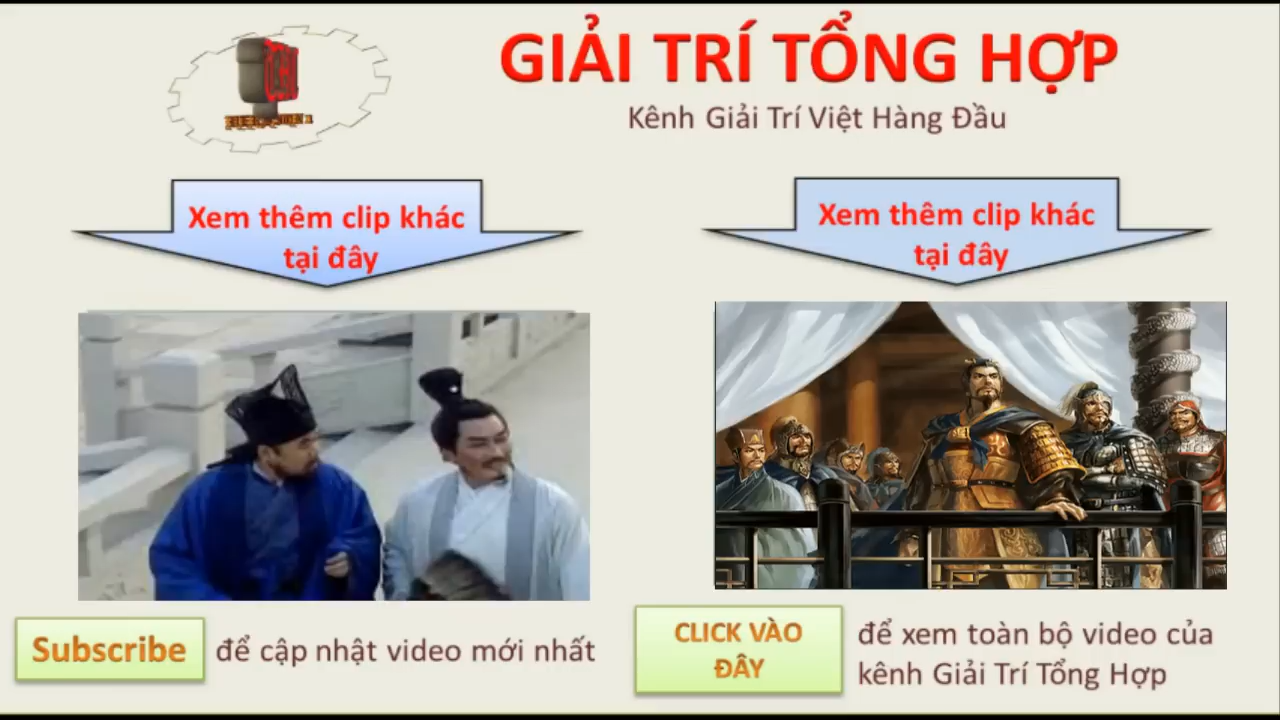 GIẢI TRÍ TỔNG HỢP
Kênh Giải Trí Việt Hàng Đầu
Xem thêm clip khác
tại đây
Xem thêm clip khác
tại đây
Subscribe
để cập nhật video mới nhất
CLICK VÀO
ĐÂY
để xem toàn bộ video của
kênh Giải Trí Tổng Hợp